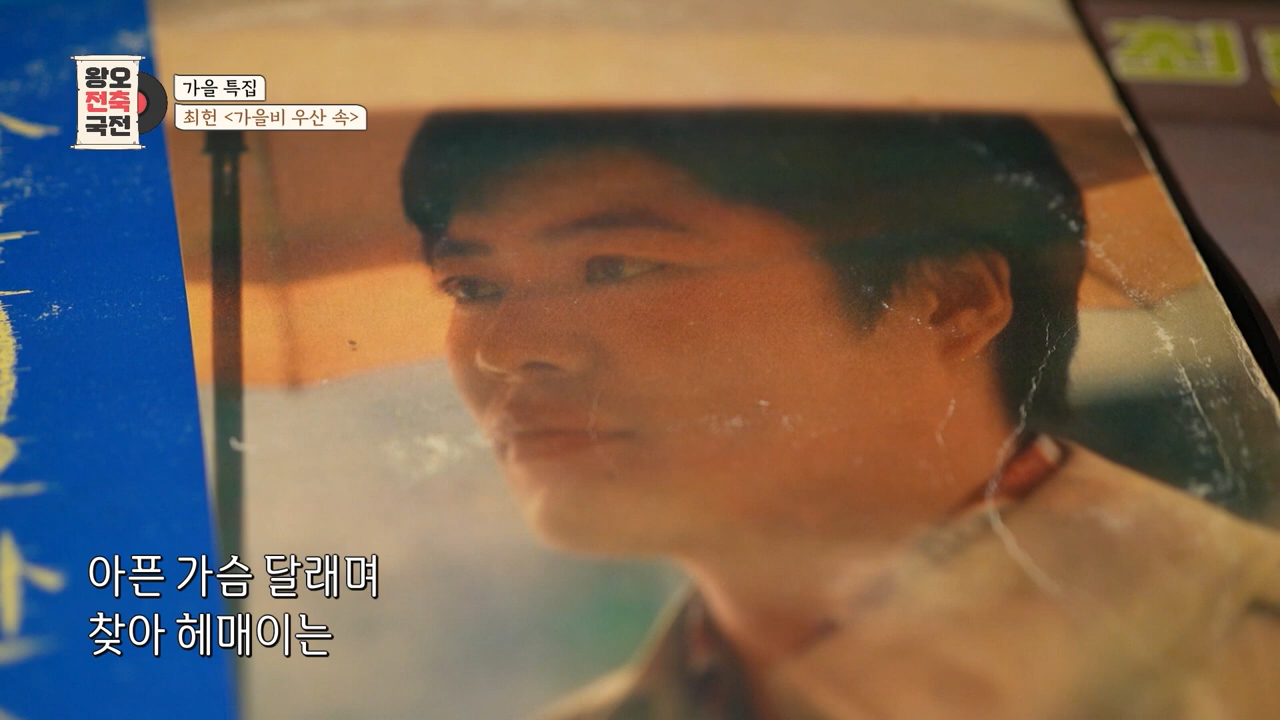 왕오
전축
국전
가을 특집
최헌 <가을비 우산 속>
최
아픈 가슴 달래며
찾아 헤매이는